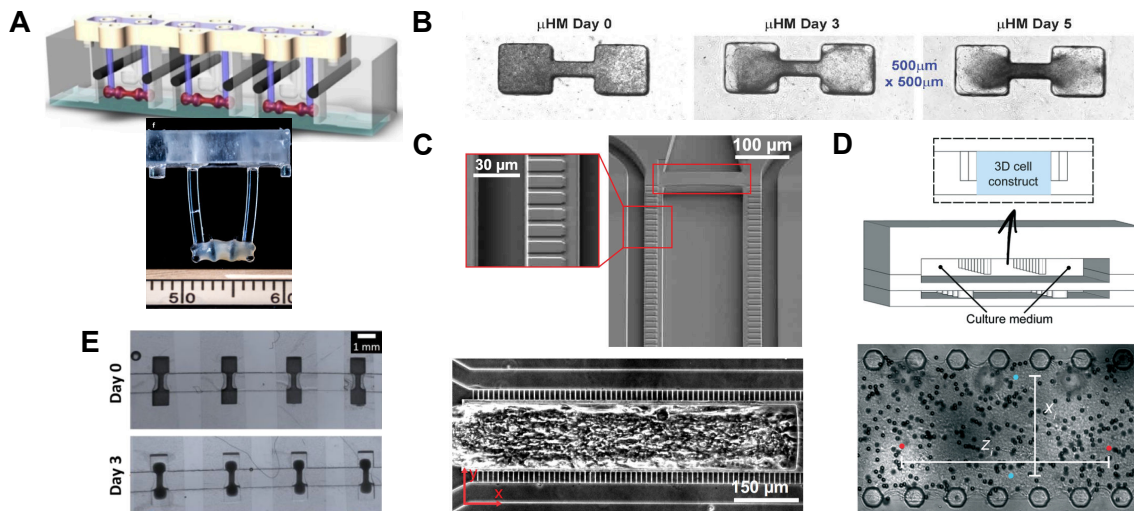 A
f
5 0
6
B
µHM Day 0
µHM Day 3
µHM Day 5
500µm
x 500µm
C
30 µm
100 µm
y
x
150 µm
D
3D cell
construct
Culture medium
x
z
E
1 mm
Day 0
Day 3